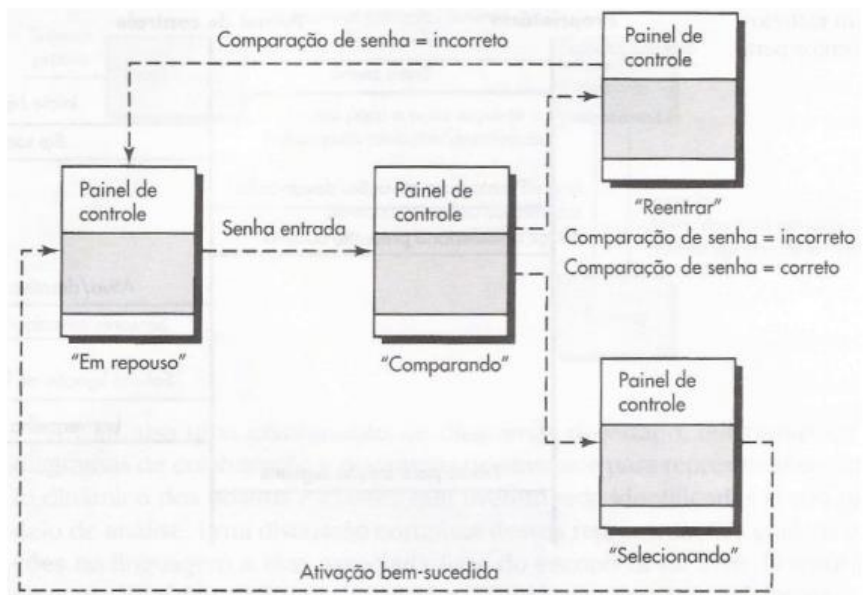 Comparação de senha = incorreto
Painel de
controle
"Reentrar"
Painel de
controle
"Em repouso"
Senha entrada
Painel de
controle
"Comparando"
Comparação de senha = incorreto
Comparação de senha = correto
Painel de
controle
"Selecionando"
Ativação bem-sucedida